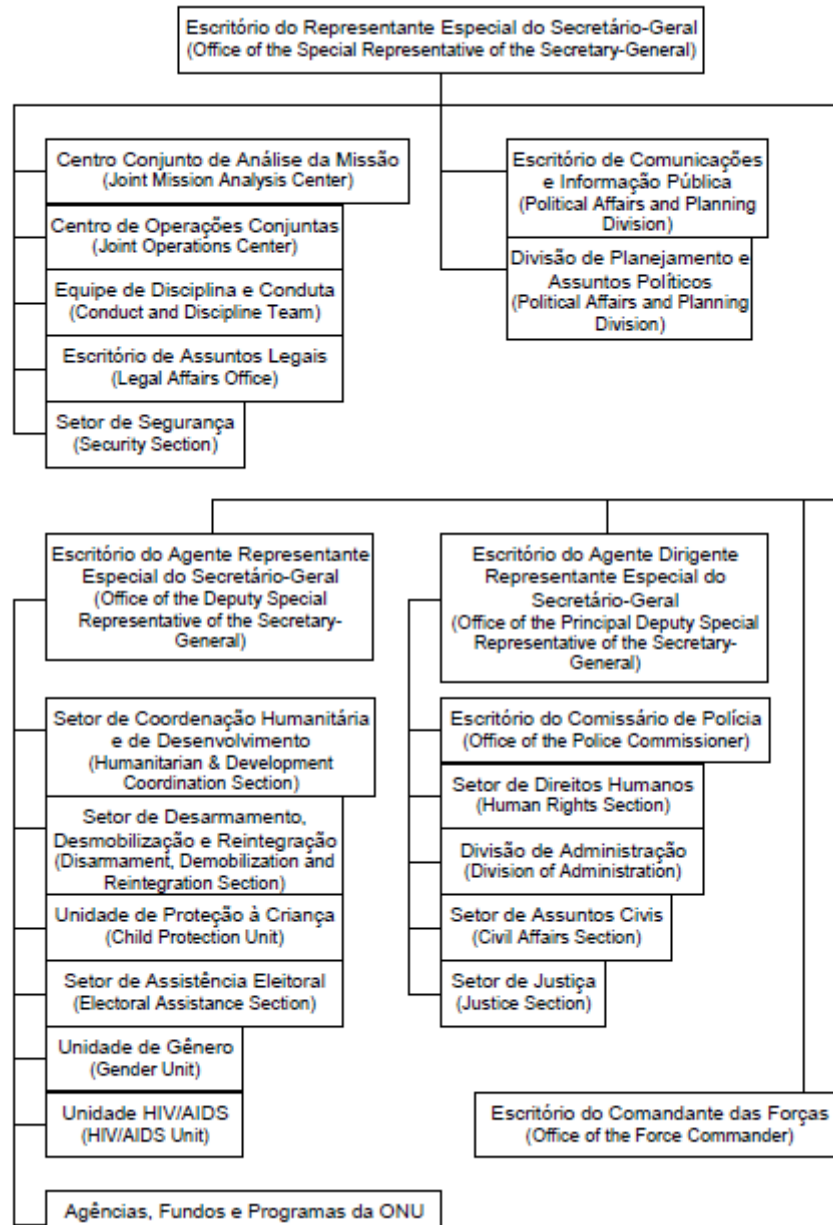 Escritório do Representante Especial do Secretário-Geral
(Office of the Special Representative of the Secretary-General)
Centro Conjunto de Análise da Missão
(Joint Mission Analysis Center)
Centro de Operações Conjuntas
(Joint Operations Center)
Equipe de Disciplina e Conduta
(Conduct and Discipline Team)
Escritório de Assuntos Legais
(Legal Affairs Office)
Setor de Segurança
(Security Section)
Escritório de Comunicações
e Informação Pública
(Political Affairs and Planning
Division)
Divisão de Planejamento e
Assuntos Políticos
(Political Affairs and Planning
Division)
Escritório do Agente Representante
Especial do Secretário-Geral
(Office of the Deputy Special
Representative of the Secretary-
General)
Setor de Coordenação Humanitária
e de Desenvolvimento
(Humanitarian & Development
Coordination Section)
Setor de Desarmamento,
Desmobilização e Reintegração
(Disarmament, Demobilization and
Reintegration Section)
Unidade de Proteção à Criança
(Child Protection Unit)
Setor de Assistência Eleitoral
(Electoral Assistance Section)
Unidade de Gênero
(Gender Unit)
Unidade HIV/AIDS
(HIV/AIDS Unit)
Agências, Fundos e Programas da ONU
Escritório do Agente Dirigente
Representante Especial do
Secretário-Geral
(Office of the Principal Deputy Special
Representative of the Secretary-
General)
Escritório do Comissário de Polícia
(Office of the Police Commissioner)
Setor de Direitos Humanos
(Human Rights Section)
Divisão de Administração
(Division of Administration)
Setor de Assuntos Civis
(Civil Affairs Section)
Setor de Justiça
(Justice Section)
Escritório do Comandante das Forças
(Office of the Force Commander)